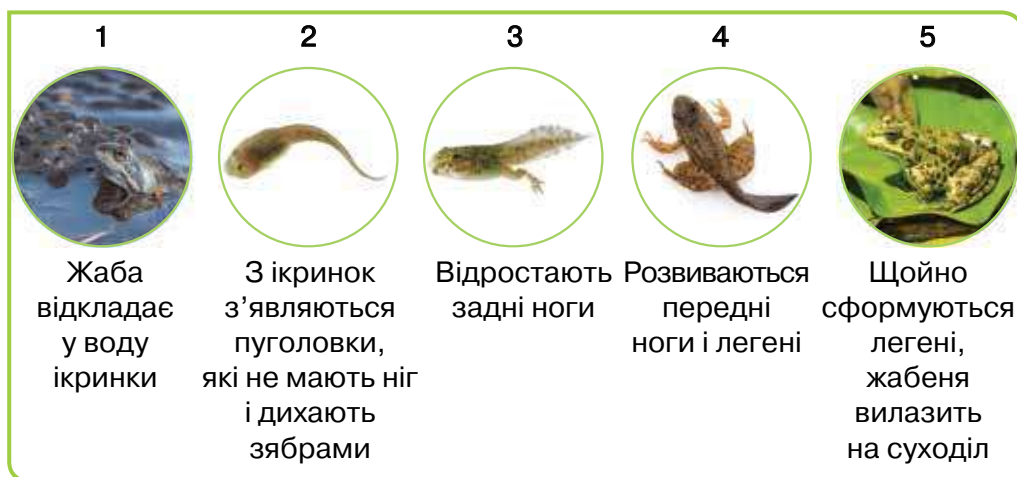 1
Жаба
відкладає
у воду
ікринки
2
З ікринок
з’являються
пуголовки,
які не мають ніг
і дихають
зябрами
3
Відростають
задні ноги
4
Розвиваються
передні
ноги і легені
5
Щойно
сформуються
легені,
жабеня
вилазить
на суходіл